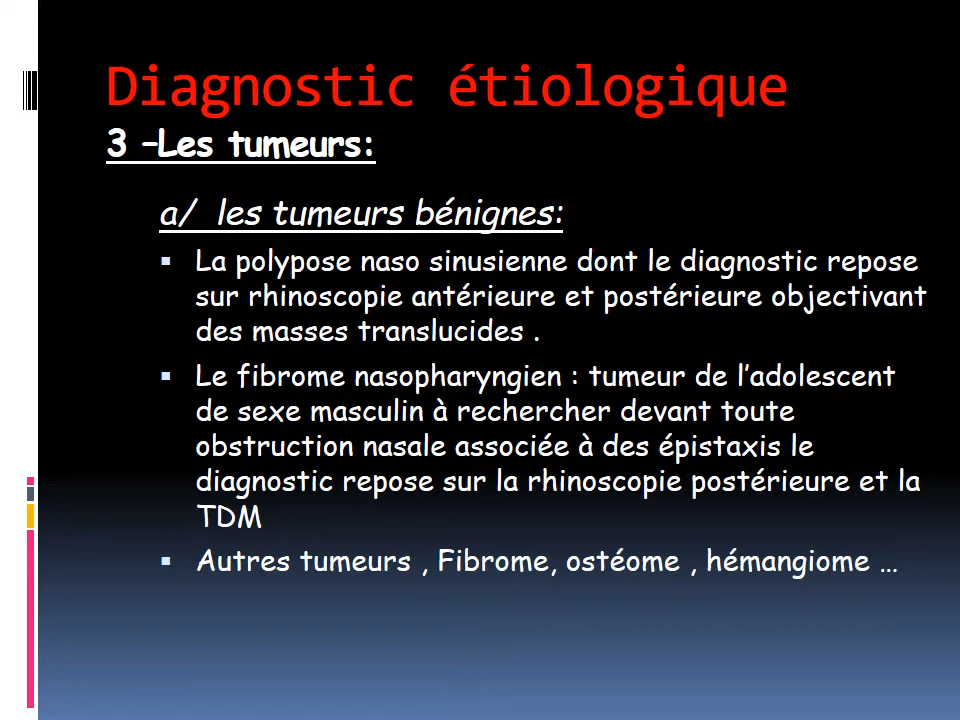 Diagnostic étiologique
3 –Les tumeurs:
a/ les tumeurs bénignes:
▪ La polypose naso sinusienne dont le diagnostic repose
sur rhinoscopie antérieure et postérieure objectivant
des masses translucides .
▪ Le fibrome nasopharyngien : tumeur de l’adolescent
de sexe masculin à rechercher devant toute
obstruction nasale associée à des épistaxis le
diagnostic repose sur la rhinoscopie postérieure et la
TDM
▪ Autres tumeurs , Fibrome, ostéome , hémangiome …